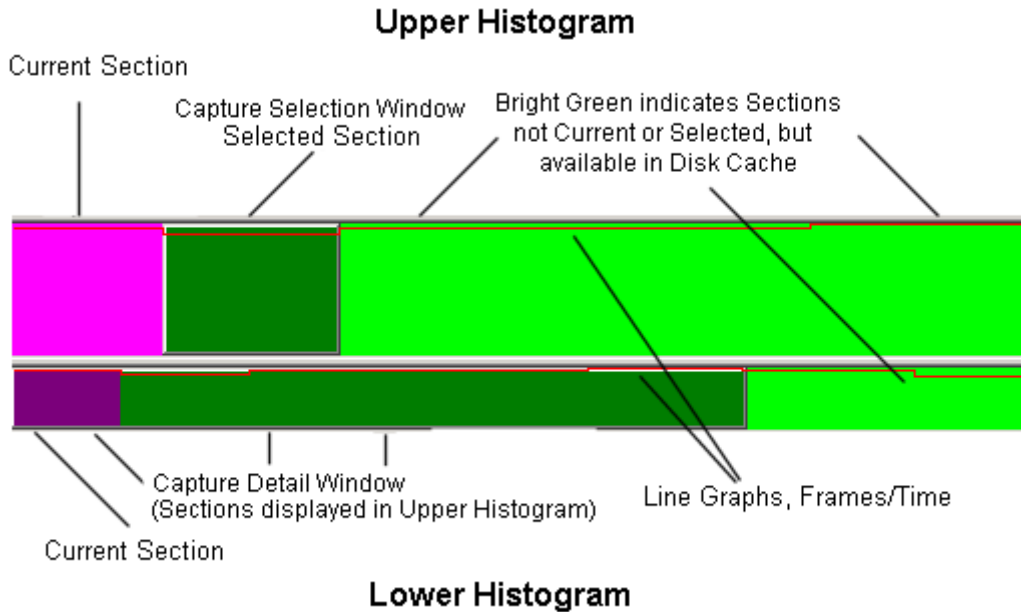 Upper Histogram
Current Section
Capture Selection Window
Selected Section
Bright Green indicates Sections
not Current or Selected, but
available in Disk Cache
Capture Detail Window
(Sections displayed in Upper Histogram)
Line Graphs, Frames/Time
Current Section
Lower Histogram